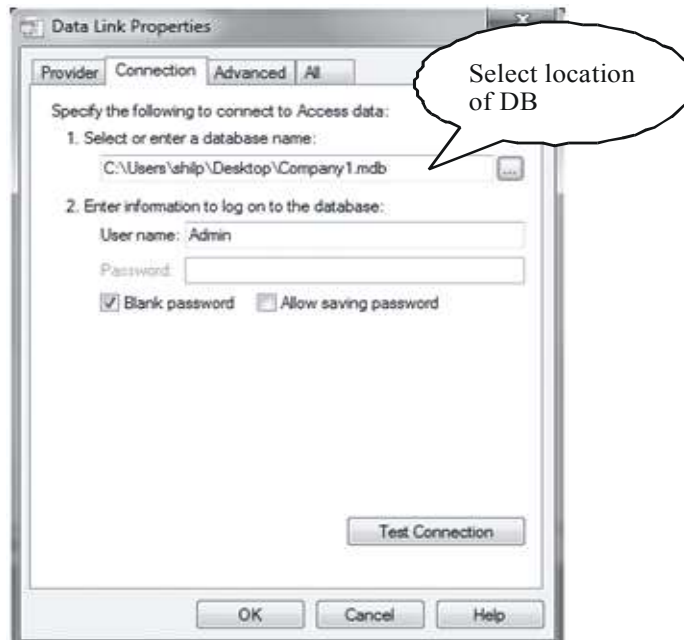 Data Link Properties
Provider Connection Advanced All
Select location
of DB
Specify the following to connect to Access data:
1. Select or enter a database name:
C:\Users\shilp\Desktop\Company1.mdb
...
2. Enter information to log on to the database:
User name: Admin
Password:
Blank password Allow saving password
Test Connection
OK Cancel Help